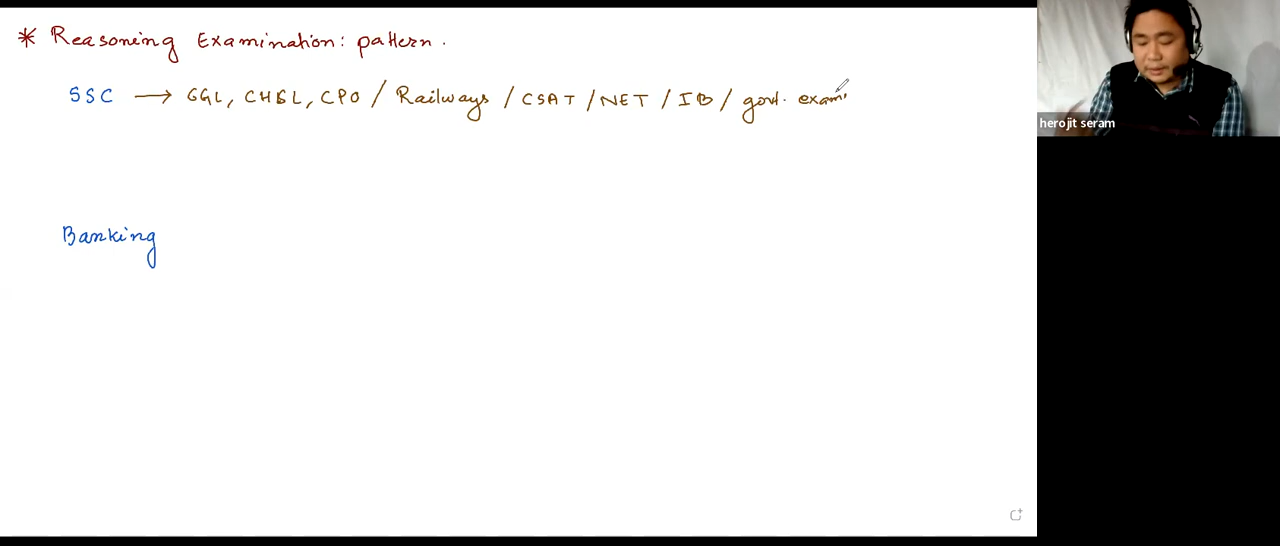 * Reasoning Examination: pattern.
SSC → CGL, CHSL, CPO / Railways / CSAT / NET / IB / govt. exam.
herojit seram
Banking